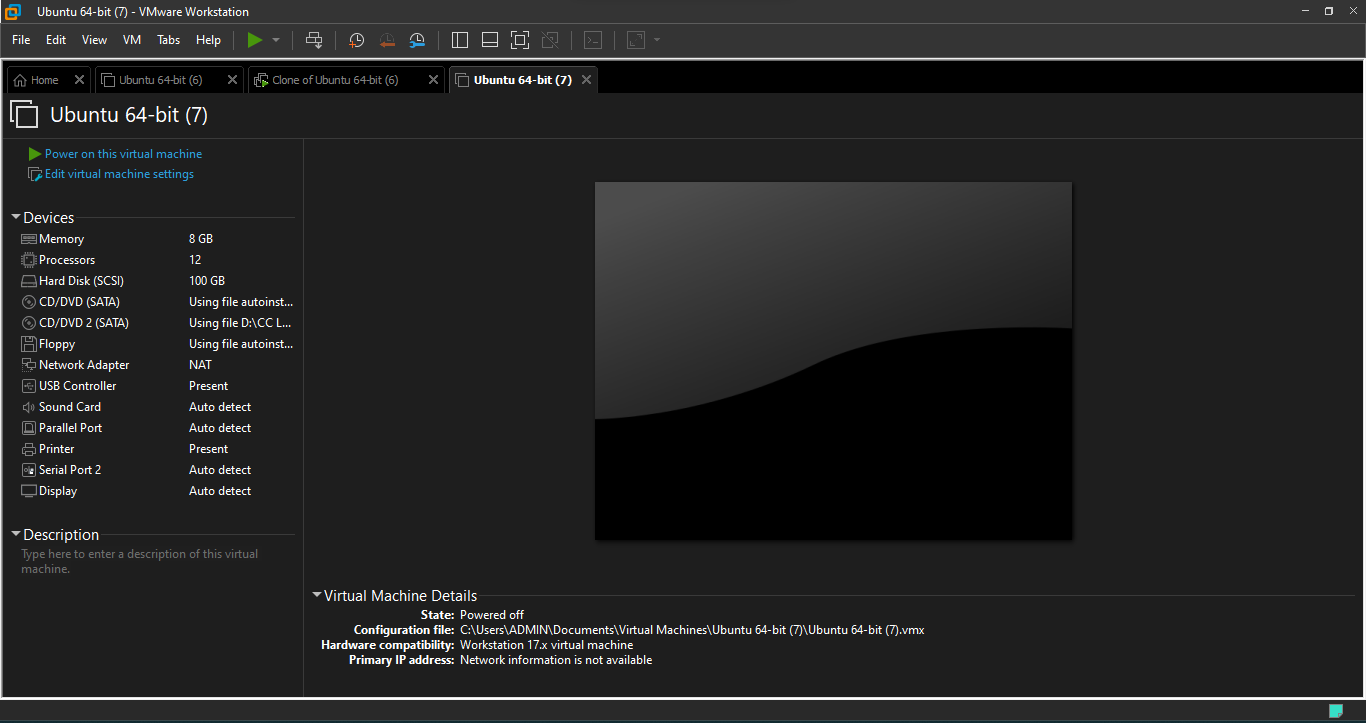 Ubuntu 64-bit (7) - VMware Workstation
File Edit View VM Tabs Help
Home Ubuntu 64-bit (6) Clone of Ubuntu 64-bit (6) Ubuntu 64-bit (7)
Ubuntu 64-bit (7)
Power on this virtual machine
Edit virtual machine settings
Devices
Memory 8 GB
Processors 12
Hard Disk (SCSI) 100 GB
CD/DVD (SATA) Using file autoinst...
CD/DVD 2 (SATA) Using file D:\CC L...
Floppy Using file autoinst...
Network Adapter NAT
USB Controller Present
Sound Card Auto detect
Parallel Port Auto detect
Printer Present
Serial Port 2 Auto detect
Display Auto detect
Description
Type here to enter a description of this virtual
machine.
Virtual Machine Details
State: Powered off
Configuration file: C:\Users\ADMIN\Documents\Virtual Machines\Ubuntu 64-bit (7)\Ubuntu 64-bit (7).vmx
Hardware compatibility: Workstation 17.x virtual machine
Primary IP address: Network information is not available